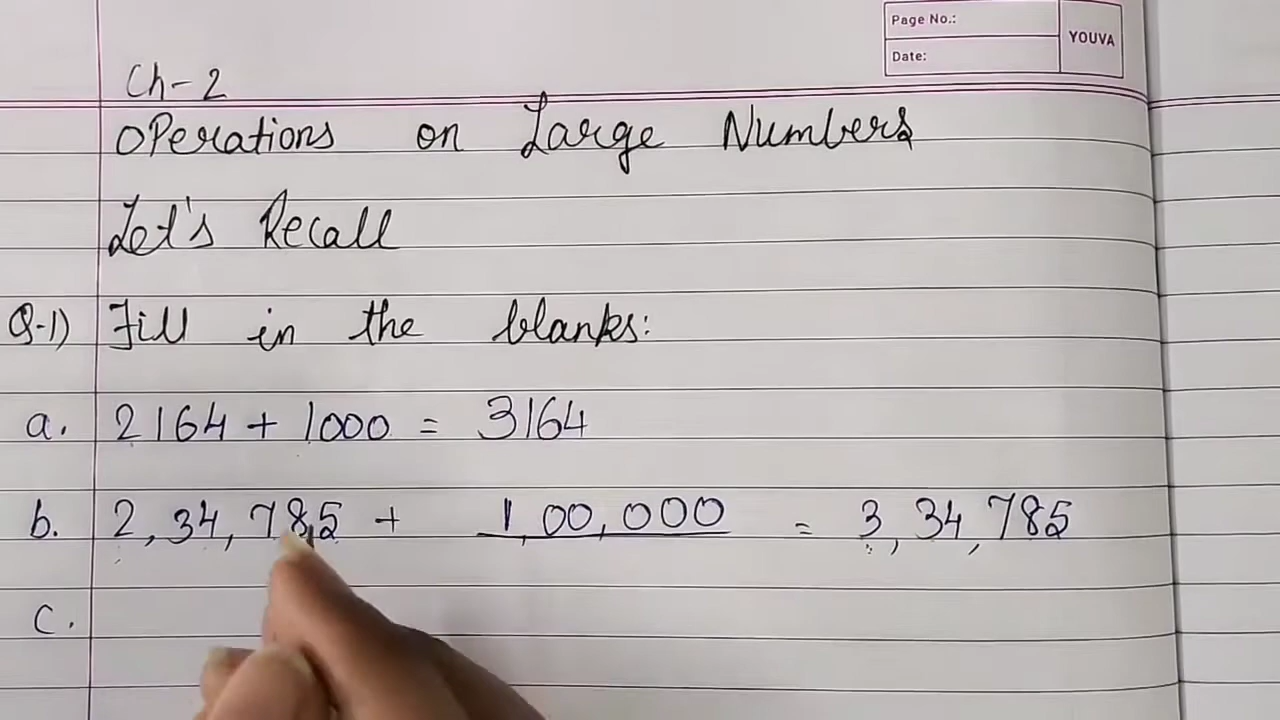 Page No.:
YOUVA
Date:
Ch-2
Operations on Large Numbers
Let's Recall
Q-1) Fill in the blanks:
a. 2164 + 1000 = 3164
b. 2,34,785 + 1,00,000 = 3,34,785
c.